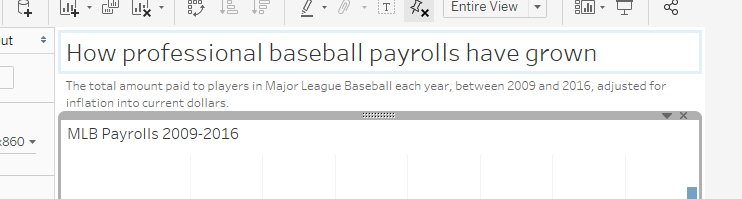 Entire View
ut
How professional baseball payrolls have grown
The total amount paid to players in Major League Baseball each year, between 2009 and 2016, adjusted for
inflation into current dollars.
x860
MLB Payrolls 2009-2016